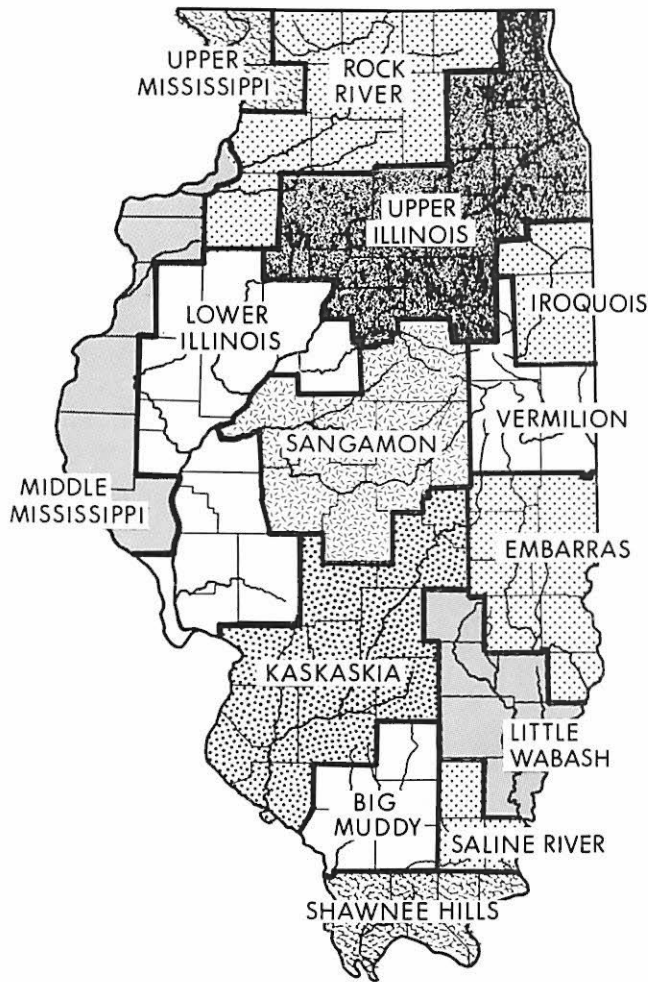 UPPER
MISSISSIPPI
ROCK
RIVER
UPPER
ILLINOIS
IROQUOIS
LOWER
ILLINOIS
VERMILION
SANGAMON
MIDDLE
MISSISSIPPI
EMBARRAS
KASKASKIA
LITTLE
WABASH
BIG
MUDDY
SALINE RIVER
SHAWNEE HILLS